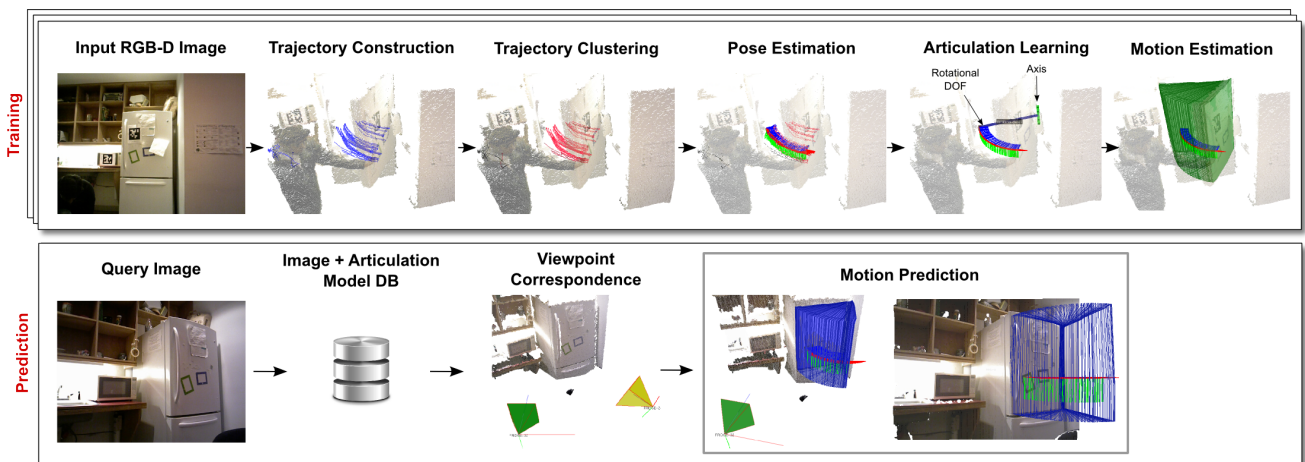 Training
Input RGB-D Image
Trajectory Construction
Trajectory Clustering
Pose Estimation
Articulation Learning
Motion Estimation
Rotational
DOF
Axis
Prediction
Query Image
Image + Articulation
Model DB
Viewpoint
Correspondence
Motion Prediction